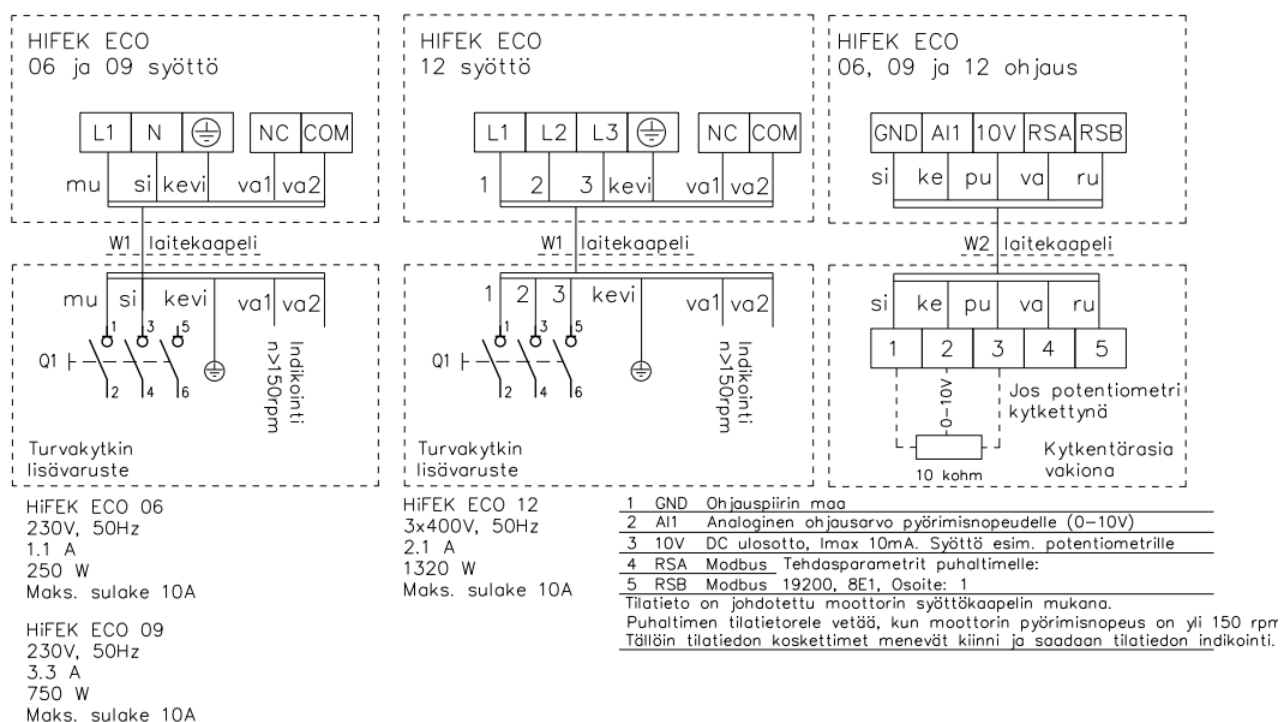 HIFEK ECO
06 ja 09 syöttö
L1 N NC COM
mu si kevi va1 va2
W1 laitekaapeli
mu si kevi va1 va2
1 3 5
Q1
2 4 6
Indikointi
n>150rpm
Turvakytkin
lisävaruste
HIFEK ECO
12 syöttö
L1 L2 L3 NC COM
1 2 3 kevi va1 va2
W1 laitekaapeli
1 2 3 kevi va1 va2
1 3 5
Q1
2 4 6
Indikointi
n>150rpm
Turvakytkin
lisävaruste
HIFEK ECO
06, 09 ja 12 ohjaus
GND AI1 10V RSA RSB
si ke pu va ru
W2 laitekaapeli
si ke pu va ru
1 2 3 4 5
0-10V
Jos potentiometri
kytkettynä
10 kohm
Kytkentärasia
vakiona
HiFEK ECO 06
230V, 50Hz
1.1 A
250 W
Maks. sulake 10A
HiFEK ECO 09
230V, 50Hz
3.3 A
750 W
Maks. sulake 10A
HiFEK ECO 12
3x400V, 50Hz
2.1 A
1320 W
Maks. sulake 10A
1 GND Ohjauspiirin maa
2 AI1 Analoginen ohjausarvo pyörimisnopeudelle (0-10V)
3 10V DC ulosotto, Imax 10mA. Syöttö esim. potentiometrille
4 RSA Modbus Tehdasparametrit puhaltimelle:
5 RSB Modbus 19200, 8E1, Osoite: 1
Tilatieto on johdotettu moottorin syöttökaapelin mukana.
Puhaltimen tilatietorele vetää, kun moottorin pyörimisnopeus on yli 150 rpm
Tällöin tilatiedon koskettimet menevät kiinni ja saadaan tilatiedon indikointi.